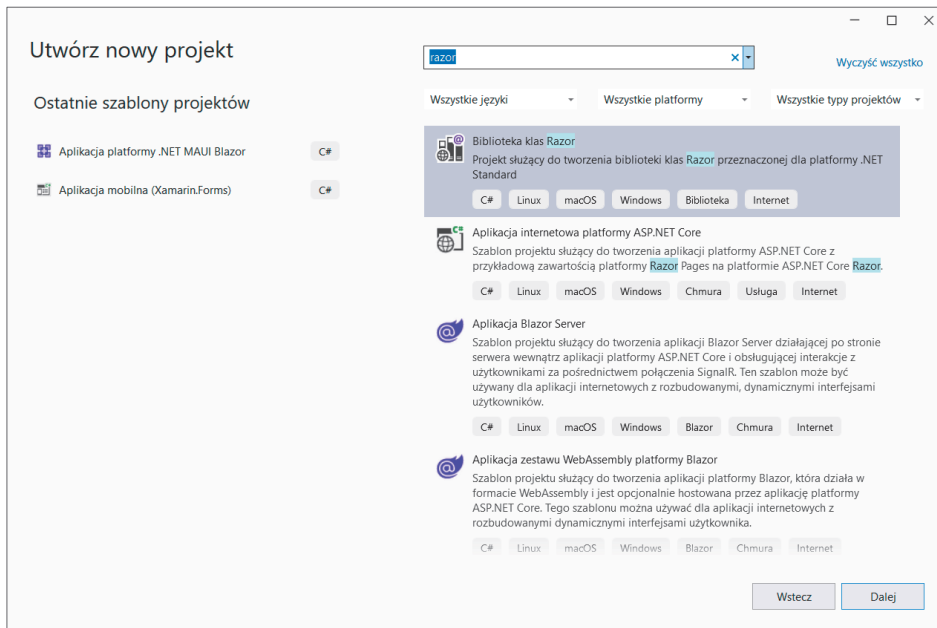 Utwórz nowy projekt
razor
Wyczyść wszystko
Ostatnie szablony projektów
Wszystkie języki
Wszystkie platformy
Wszystkie typy projektów
Aplikacja platformy .NET MAUI Blazor C#
Aplikacja mobilna (Xamarin.Forms) C#
Biblioteka klas Razor
Projekt służący do tworzenia biblioteki klas Razor przeznaczonej dla platformy .NET
Standard
C# Linux macOS Windows Biblioteka Internet
Aplikacja internetowa platformy ASP.NET Core
Szablon projektu służący do tworzenia aplikacji platformy ASP.NET Core z
przykładową zawartością platformy Razor Pages na platformie ASP.NET Core Razor.
C# Linux macOS Windows Chmura Usługa Internet
Aplikacja Blazor Server
Szablon projektu służący do tworzenia aplikacji Blazor Server działającej po stronie
serwera wewnątrz aplikacji platformy ASP.NET Core i obsługującej interakcje z
użytkownikami za pośrednictwem połączenia SignalR. Ten szablon może być
używany dla aplikacji internetowych z rozbudowanymi, dynamicznymi interfejsami
użytkowników.
C# Linux macOS Windows Blazor Chmura Internet
Aplikacja zestawu WebAssembly platformy Blazor
Szablon projektu służący do tworzenia aplikacji platformy Blazor, która działa w
formacie WebAssembly i jest opcjonalnie hostowana przez aplikację platformy
ASP.NET Core. Tego szablonu można używać dla aplikacji internetowych z
rozbudowanymi dynamicznymi interfejsami użytkownika.
C# Linux macOS Windows Blazor Chmura Internet
Wstecz
Dalej